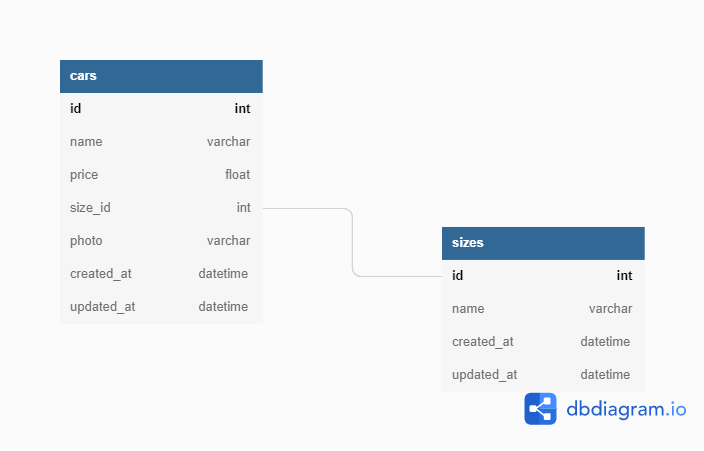 cars
id int
name varchar
price float
size_id int
photo varchar
created_at datetime
updated_at datetime
sizes
id int
name varchar
created_at datetime
updated_at datetime
dbdiagram.io